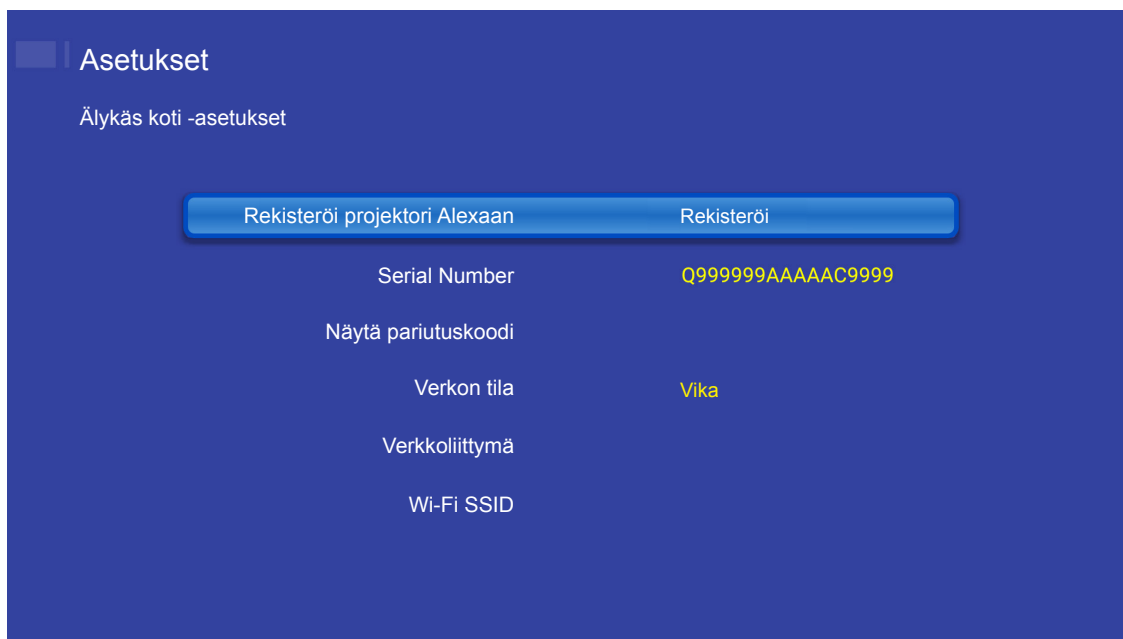 Asetukset
Älykäs koti -asetukset
Rekisteröi projektori Alexaan Rekisteröi
Serial Number Q999999AAAAAC9999
Näytä pariutuskoodi
Verkon tila Vika
Verkkoliittymä
Wi-Fi SSID